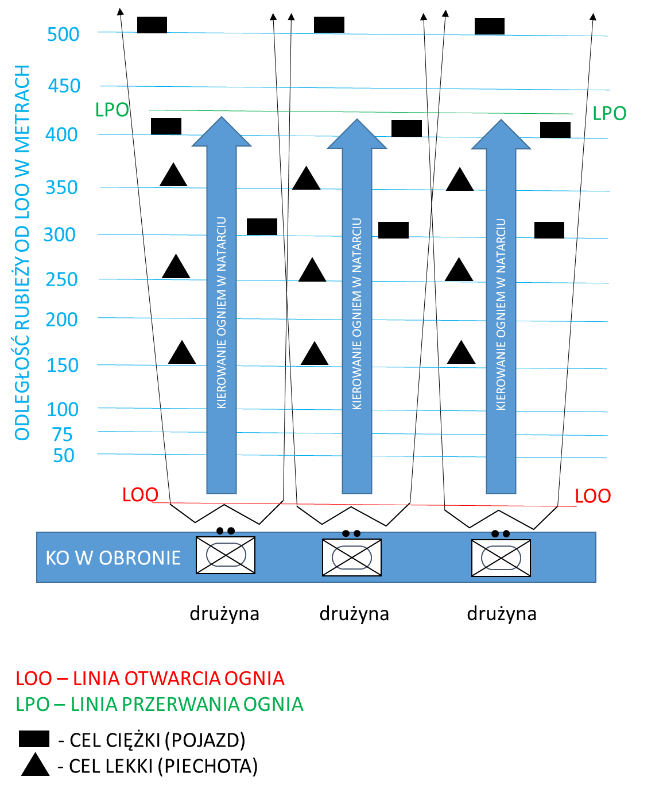 ODLEGŁOŚĆ RUBIEŻY OD LOO W METRACH
500
450
LPO
LPO
400
350
300
250
200
150
100
75
50
KIEROWANIE OGNIEM W NATARCIU
KIEROWANIE OGNIEM W NATARCIU
KIEROWANIE OGNIEM W NATARCIU
LOO
LOO
KO W OBRONIE
drużyna
drużyna
drużyna
LOO – LINIA OTWARCIA OGNIA
LPO – LINIA PRZERWANIA OGNIA
- CEL CIĘŻKI (POJAZD)
- CEL LEKKI (PIECHOTA)